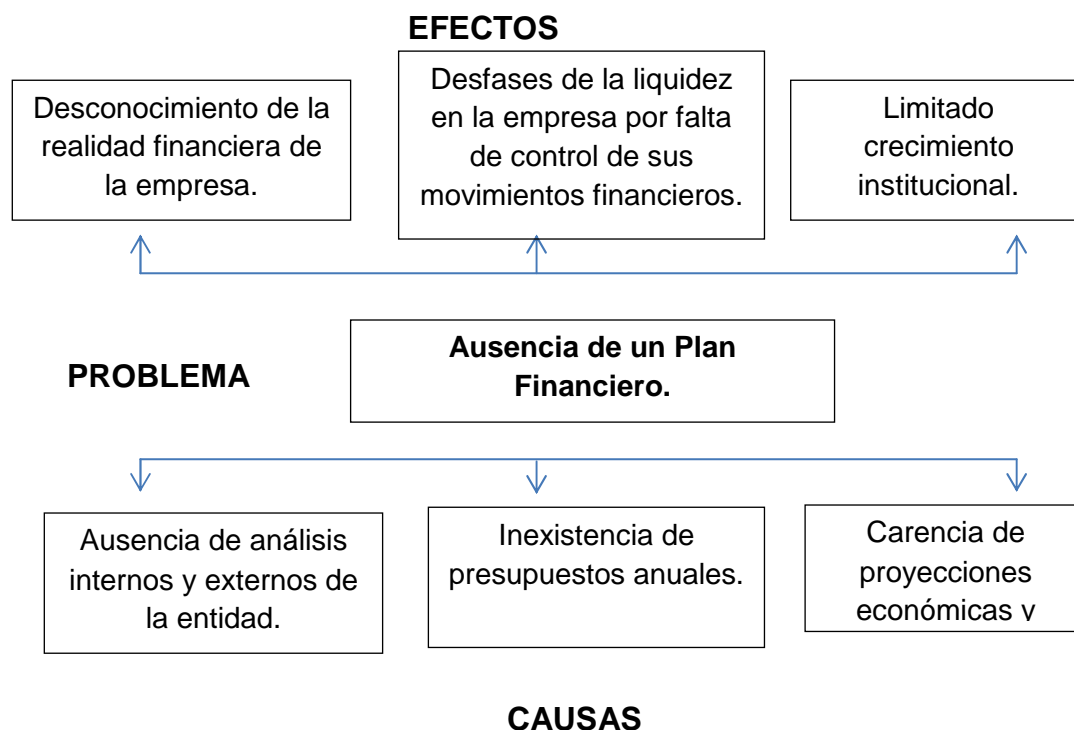 EFECTOS
Desconocimiento de la
realidad financiera de
la empresa.
Desfases de la liquidez
en la empresa por falta
de control de sus
movimientos financieros.
Limitado
crecimiento
institucional.
PROBLEMA
Ausencia de un Plan
Financiero.
Ausencia de análisis
internos y externos de
la entidad.
Inexistencia de
presupuestos anuales.
Carencia de
proyecciones
económicas y
CAUSAS